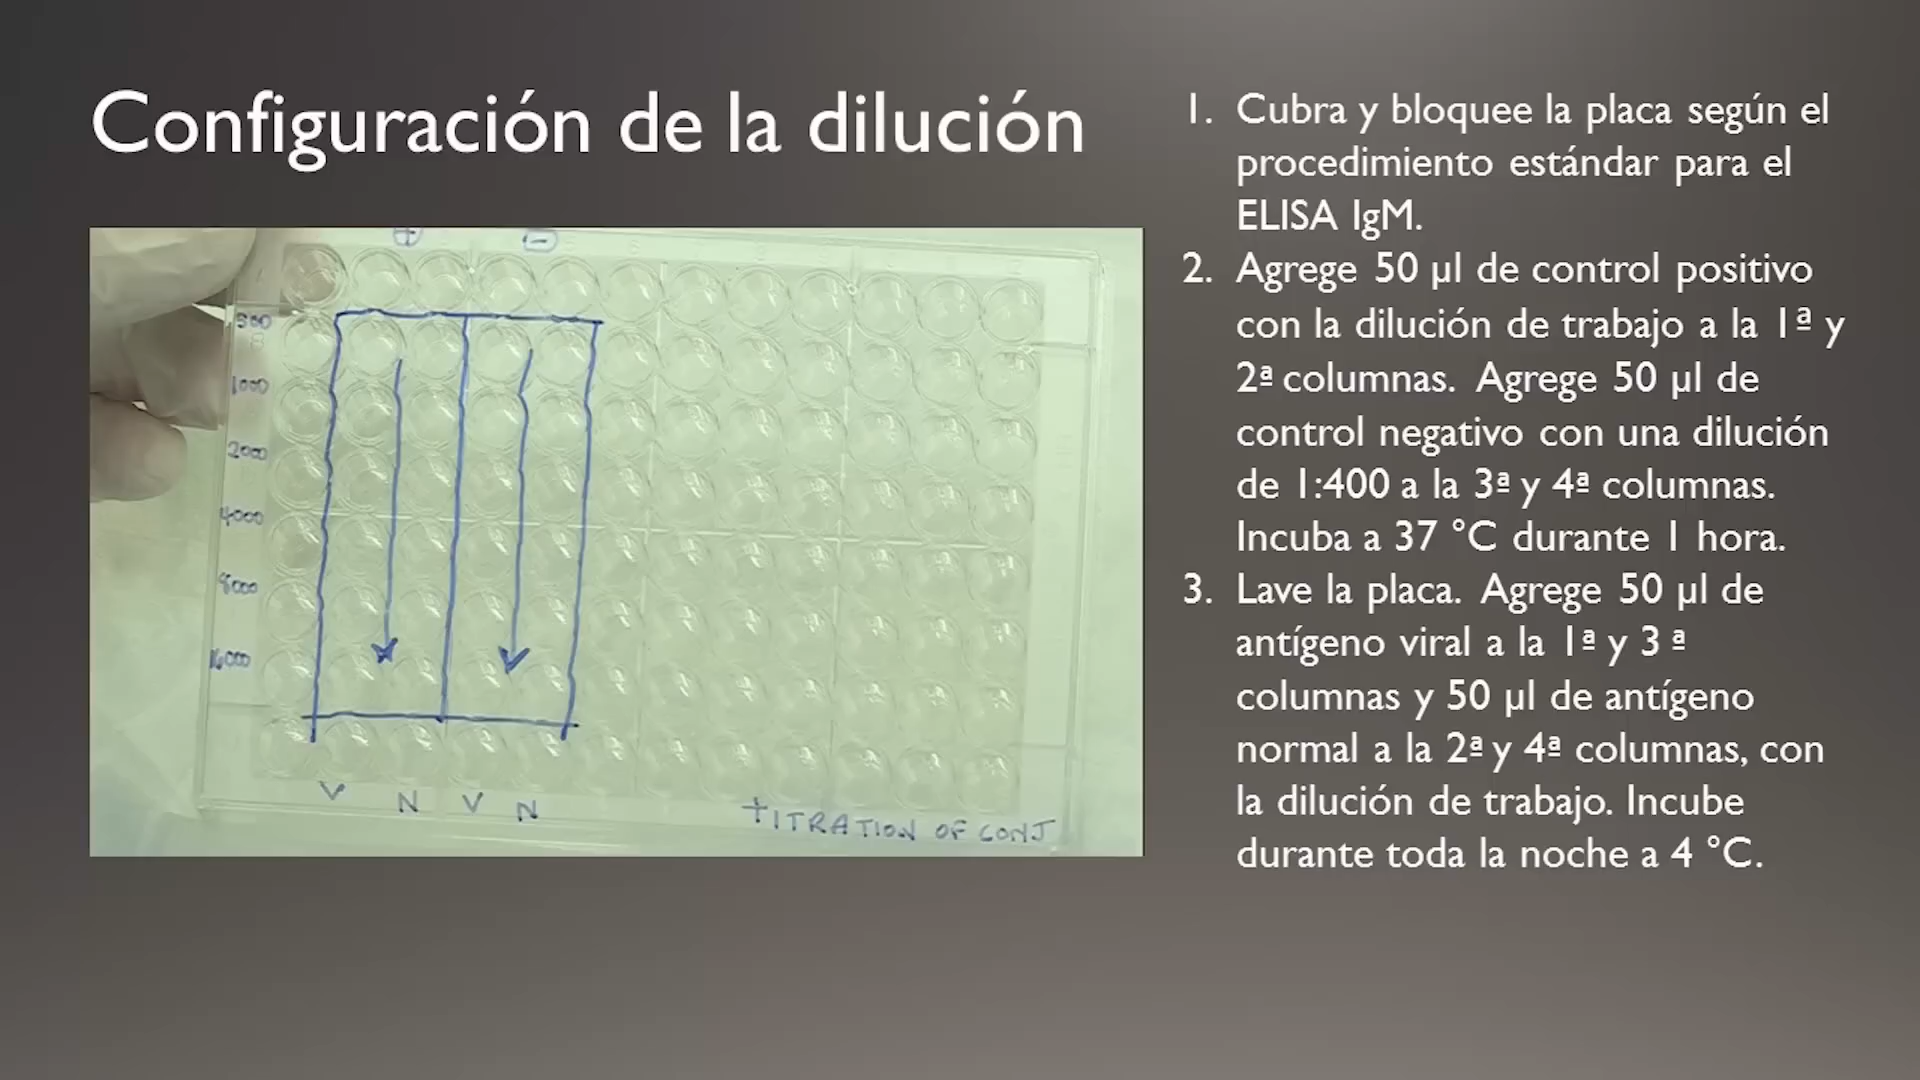 Configuración de la dilución
1. Cubra y bloquee la placa según el
procedimiento estándar para el
ELISA IgM.
2. Agrege 50 µl de control positivo
con la dilución de trabajo a la 1ª y
2ª columnas. Agrege 50 µl de
control negativo con una dilución
de 1:400 a la 3ª y 4ª columnas.
Incuba a 37 °C durante 1 hora.
3. Lave la placa. Agrege 50 µl de
antígeno viral a la 1ª y 3 ª
columnas y 50 µl de antígeno
normal a la 2ª y 4ª columnas, con
la dilución de trabajo. Incube
durante toda la noche a 4 °C.
+ -
500
1000
2000
4000
8000
16000
V N V N
TITRATION OF CONJ